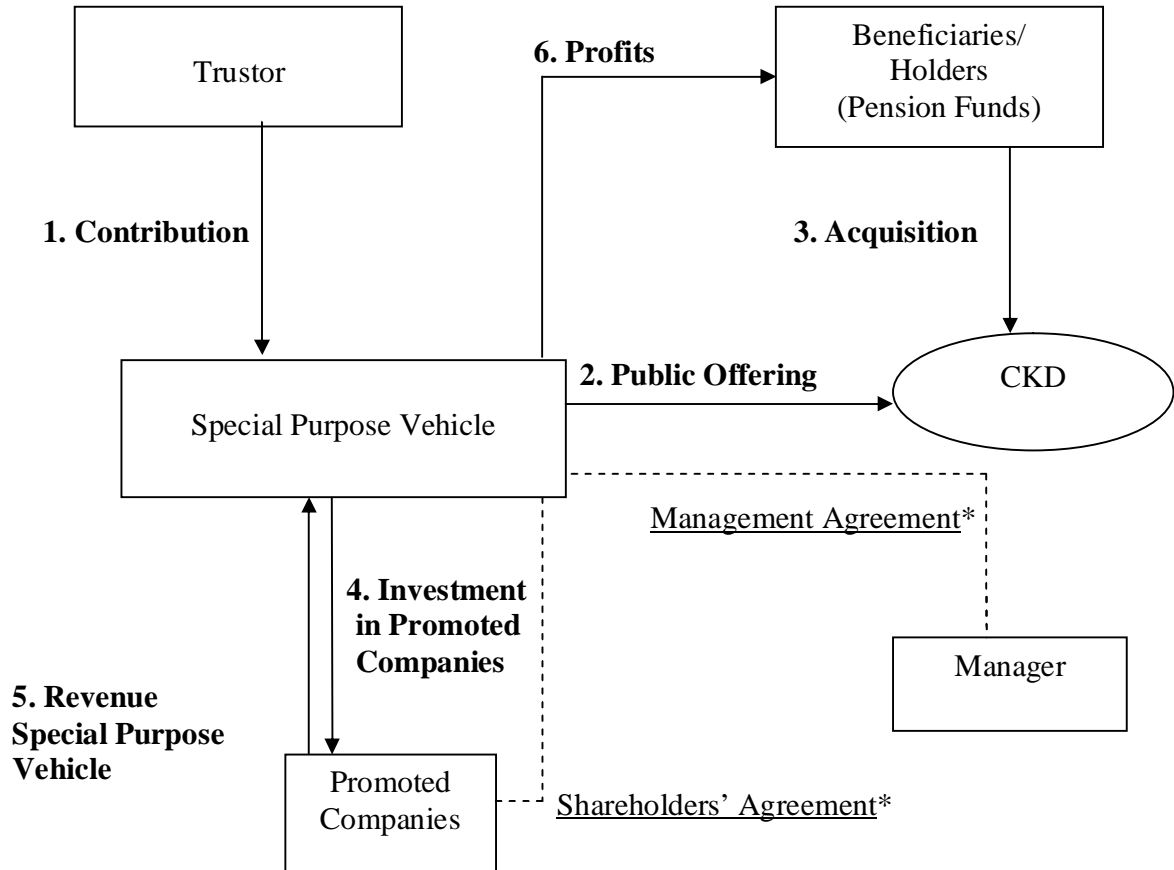 Trustor
6. Profits
Beneficiaries/
Holders
(Pension Funds)
1. Contribution
3. Acquisition
Special Purpose Vehicle
2. Public Offering
CKD
Management Agreement*
4. Investment
in Promoted
Companies
Manager
5. Revenue
Special Purpose
Vehicle
Promoted
Companies
Shareholders’ Agreement*